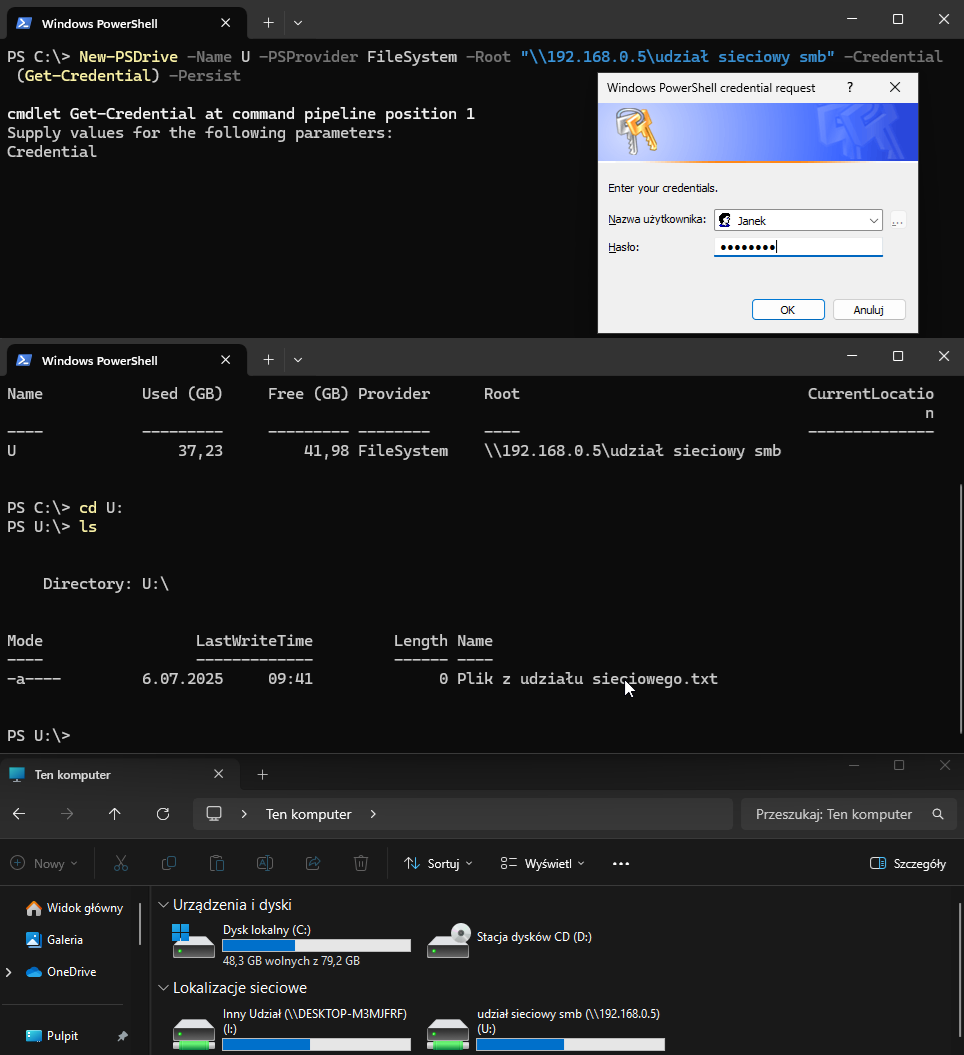 Windows PowerShell
PS C:\> New-PSDrive -Name U -PSProvider FileSystem -Root "\\192.168.0.5\udział sieciowy smb" -Credential
(Get-Credential) -Persist
cmdlet Get-Credential at command pipeline position 1
Supply values for the following parameters:
Credential
Windows PowerShell credential request
?
Enter your credentials.
Nazwa użytkownika: Janek
...
Hasło: ••••••••
OK Anuluj
Windows PowerShell
Name Used (GB) Free (GB) Provider Root CurrentLocatio
n
---- --------- --------- -------- ---- --------------
U 37,23 41,98 FileSystem \\192.168.0.5\udział sieciowy smb
PS C:\> cd U:
PS U:\> ls
Directory: U:\
Mode LastWriteTime Length Name
---- ------------- ------ ----
-a---- 6.07.2025 09:41 0 Plik z udziału sieciowego.txt
PS U:\>
Ten komputer
Ten komputer
Przeszukaj: Ten komputer
Nowy
Sortuj
Wyświetl
Szczegóły
Widok główny
Galeria
OneDrive
Pulpit
Urządzenia i dyski
Dysk lokalny (C:)
48,3 GB wolnych z 79,2 GB
Stacja dysków CD (D:)
Lokalizacje sieciowe
Inny Udział (\\DESKTOP-M3MJFRF)
(I:)
udział sieciowy smb (\\192.168.0.5)
(U:)